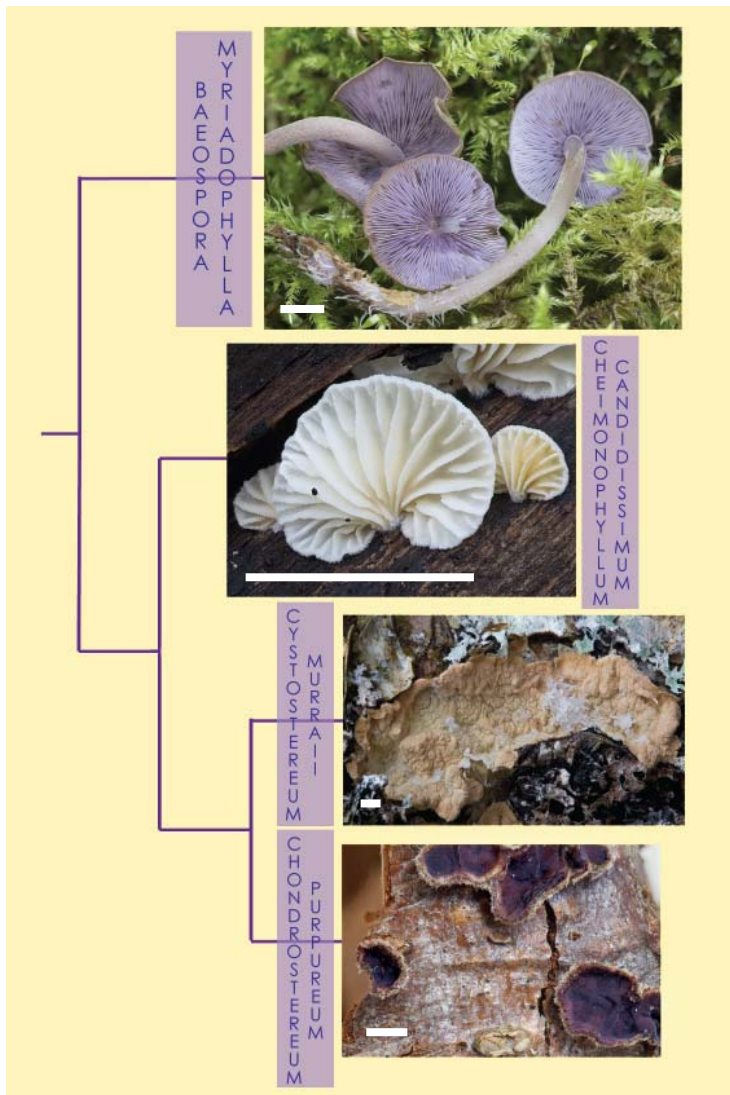 BAEOSPORA
MYRIADOPHYLLA
CHEIMONOPHYLLUM
CANDIDISSIMUM
CYSTOSTEREUM
MURRAII
CHONDROSTEREUM
PURPUREUM